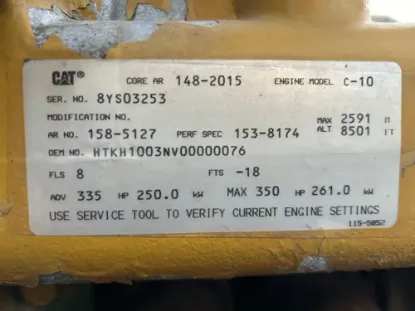 CAT® CORE AR 148-2015 ENGINE MODEL C-10
SER. NO. 8YS03253
MODIFICATION NO.
AR NO. 158-5127 PERF SPEC 153-8174 MAX ALT 2591 M 8501 FT
OEM NO. HTKH1003NV00000076
FLS 8 FTS -18
ADV 335 HP 250.0 kW MAX 350 HP 261.0 kW
USE SERVICE TOOL TO VERIFY CURRENT ENGINE SETTINGS
115-5852